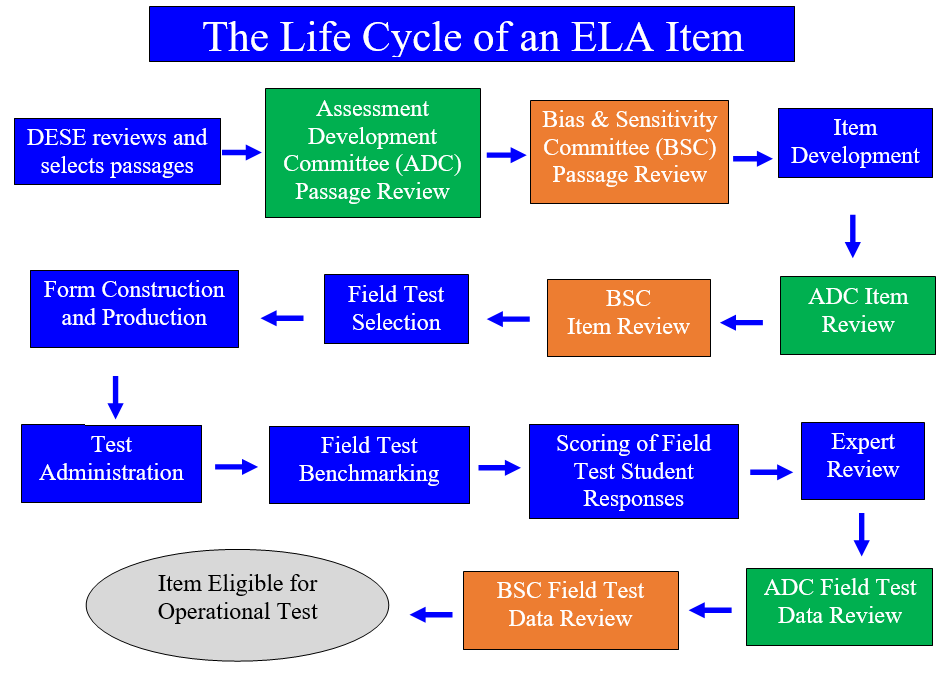 The Life Cycle of an ELA Item
DESE reviews and
selects passages
Assessment
Development
Committee (ADC)
Passage Review
Bias & Sensitivity
Committee (BSC)
Passage Review
Item
Development
ADC Item
Review
BSC
Item Review
Field Test
Selection
Form Construction
and Production
Test
Administration
Field Test
Benchmarking
Scoring of Field
Test Student
Responses
Expert
Review
ADC Field Test
Data Review
BSC Field Test
Data Review
Item Eligible for
Operational Test